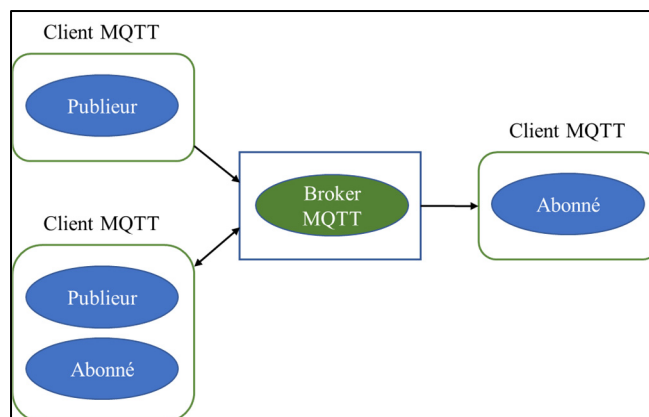 Client MQTT
Publieur
Client MQTT
Publieur
Abonné
Broker
MQTT
Client MQTT
Abonné